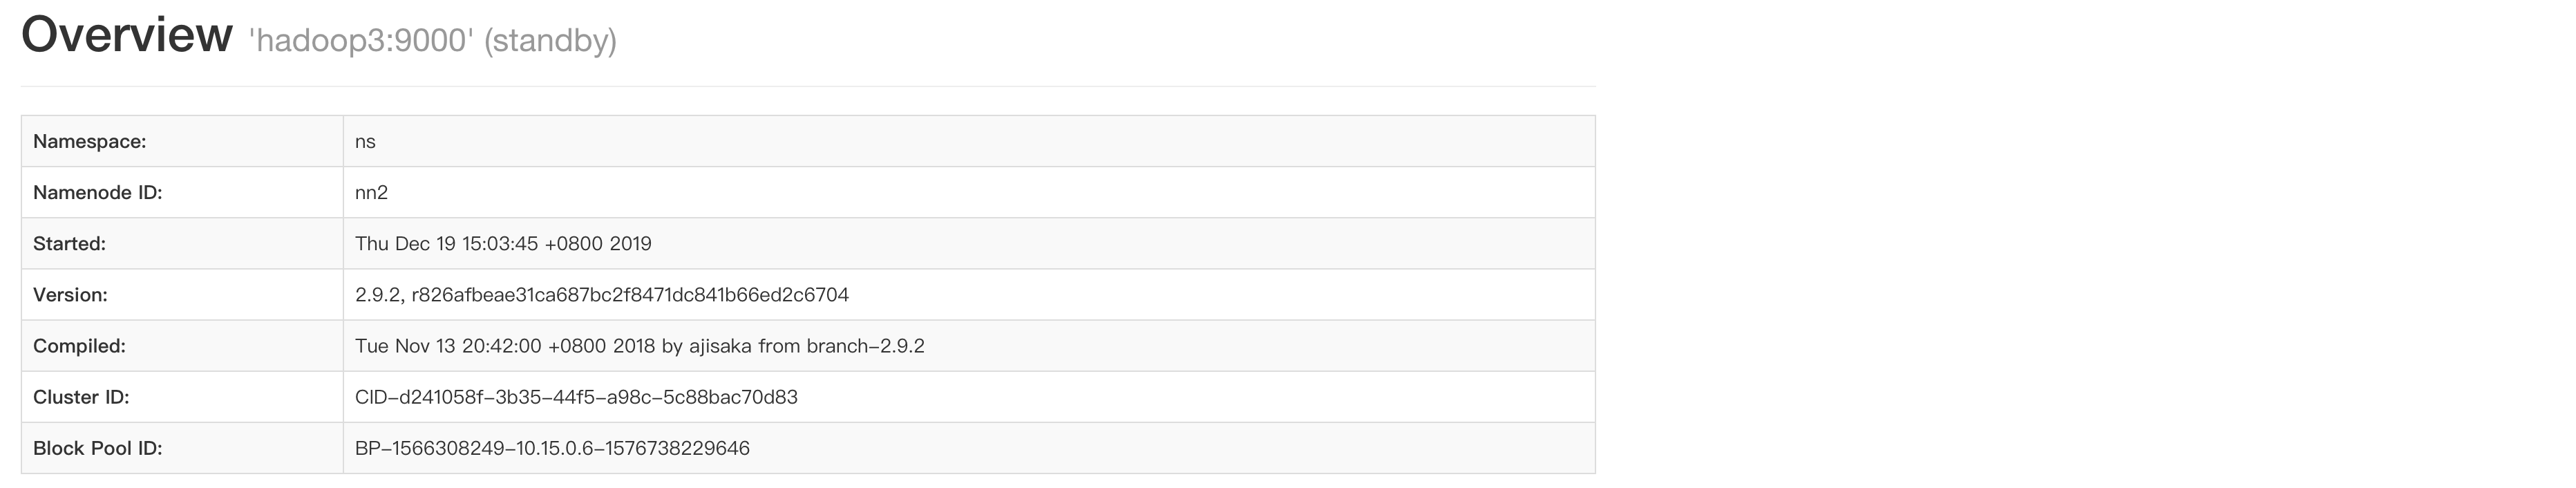 Overview 'hadoop3:9000' (standby)
Namespace: ns
Namenode ID: nn2
Started: Thu Dec 19 15:03:45 +0800 2019
Version: 2.9.2, r826afbeae31ca687bc2f8471dc841b66ed2c6704
Compiled: Tue Nov 13 20:42:00 +0800 2018 by ajisaka from branch-2.9.2
Cluster ID: CID-d241058f-3b35-44f5-a98c-5c88bac70d83
Block Pool ID: BP-1566308249-10.15.0.6-1576738229646